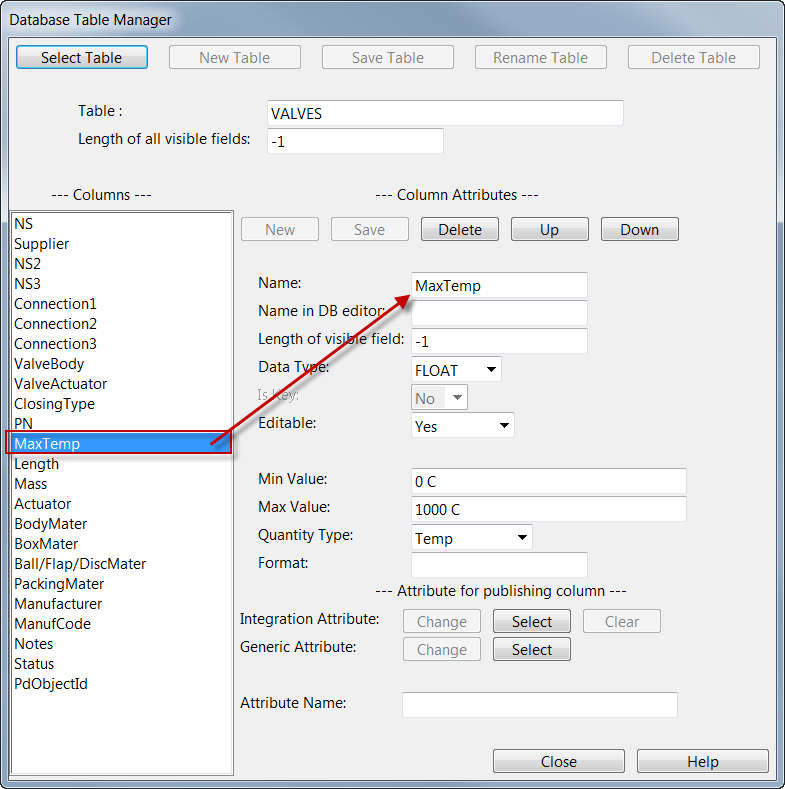 Database Table Manager
Select Table New Table Save Table Rename Table Delete Table
Table : VALVES
Length of all visible fields: -1
--- Columns --- --- Column Attributes ---
NS
Supplier
NS2
NS3
Connection1
Connection2
Connection3
ValveBody
ValveActuator
ClosingType
PN
MaxTemp
Length
Mass
Actuator
BodyMater
BoxMater
Ball/Flap/DiscMater
PackingMater
Manufacturer
ManufCode
Notes
Status
PdObjectId
New Save Delete Up Down
Name: MaxTemp
Name in DB editor:
Length of visible field: -1
Data Type: FLOAT
Is Key: No
Editable: Yes
Min Value: 0 C
Max Value: 1000 C
Quantity Type: Temp
Format:
--- Attribute for publishing column ---
Integration Attribute: Change Select Clear
Generic Attribute: Change Select
Attribute Name:
Close Help